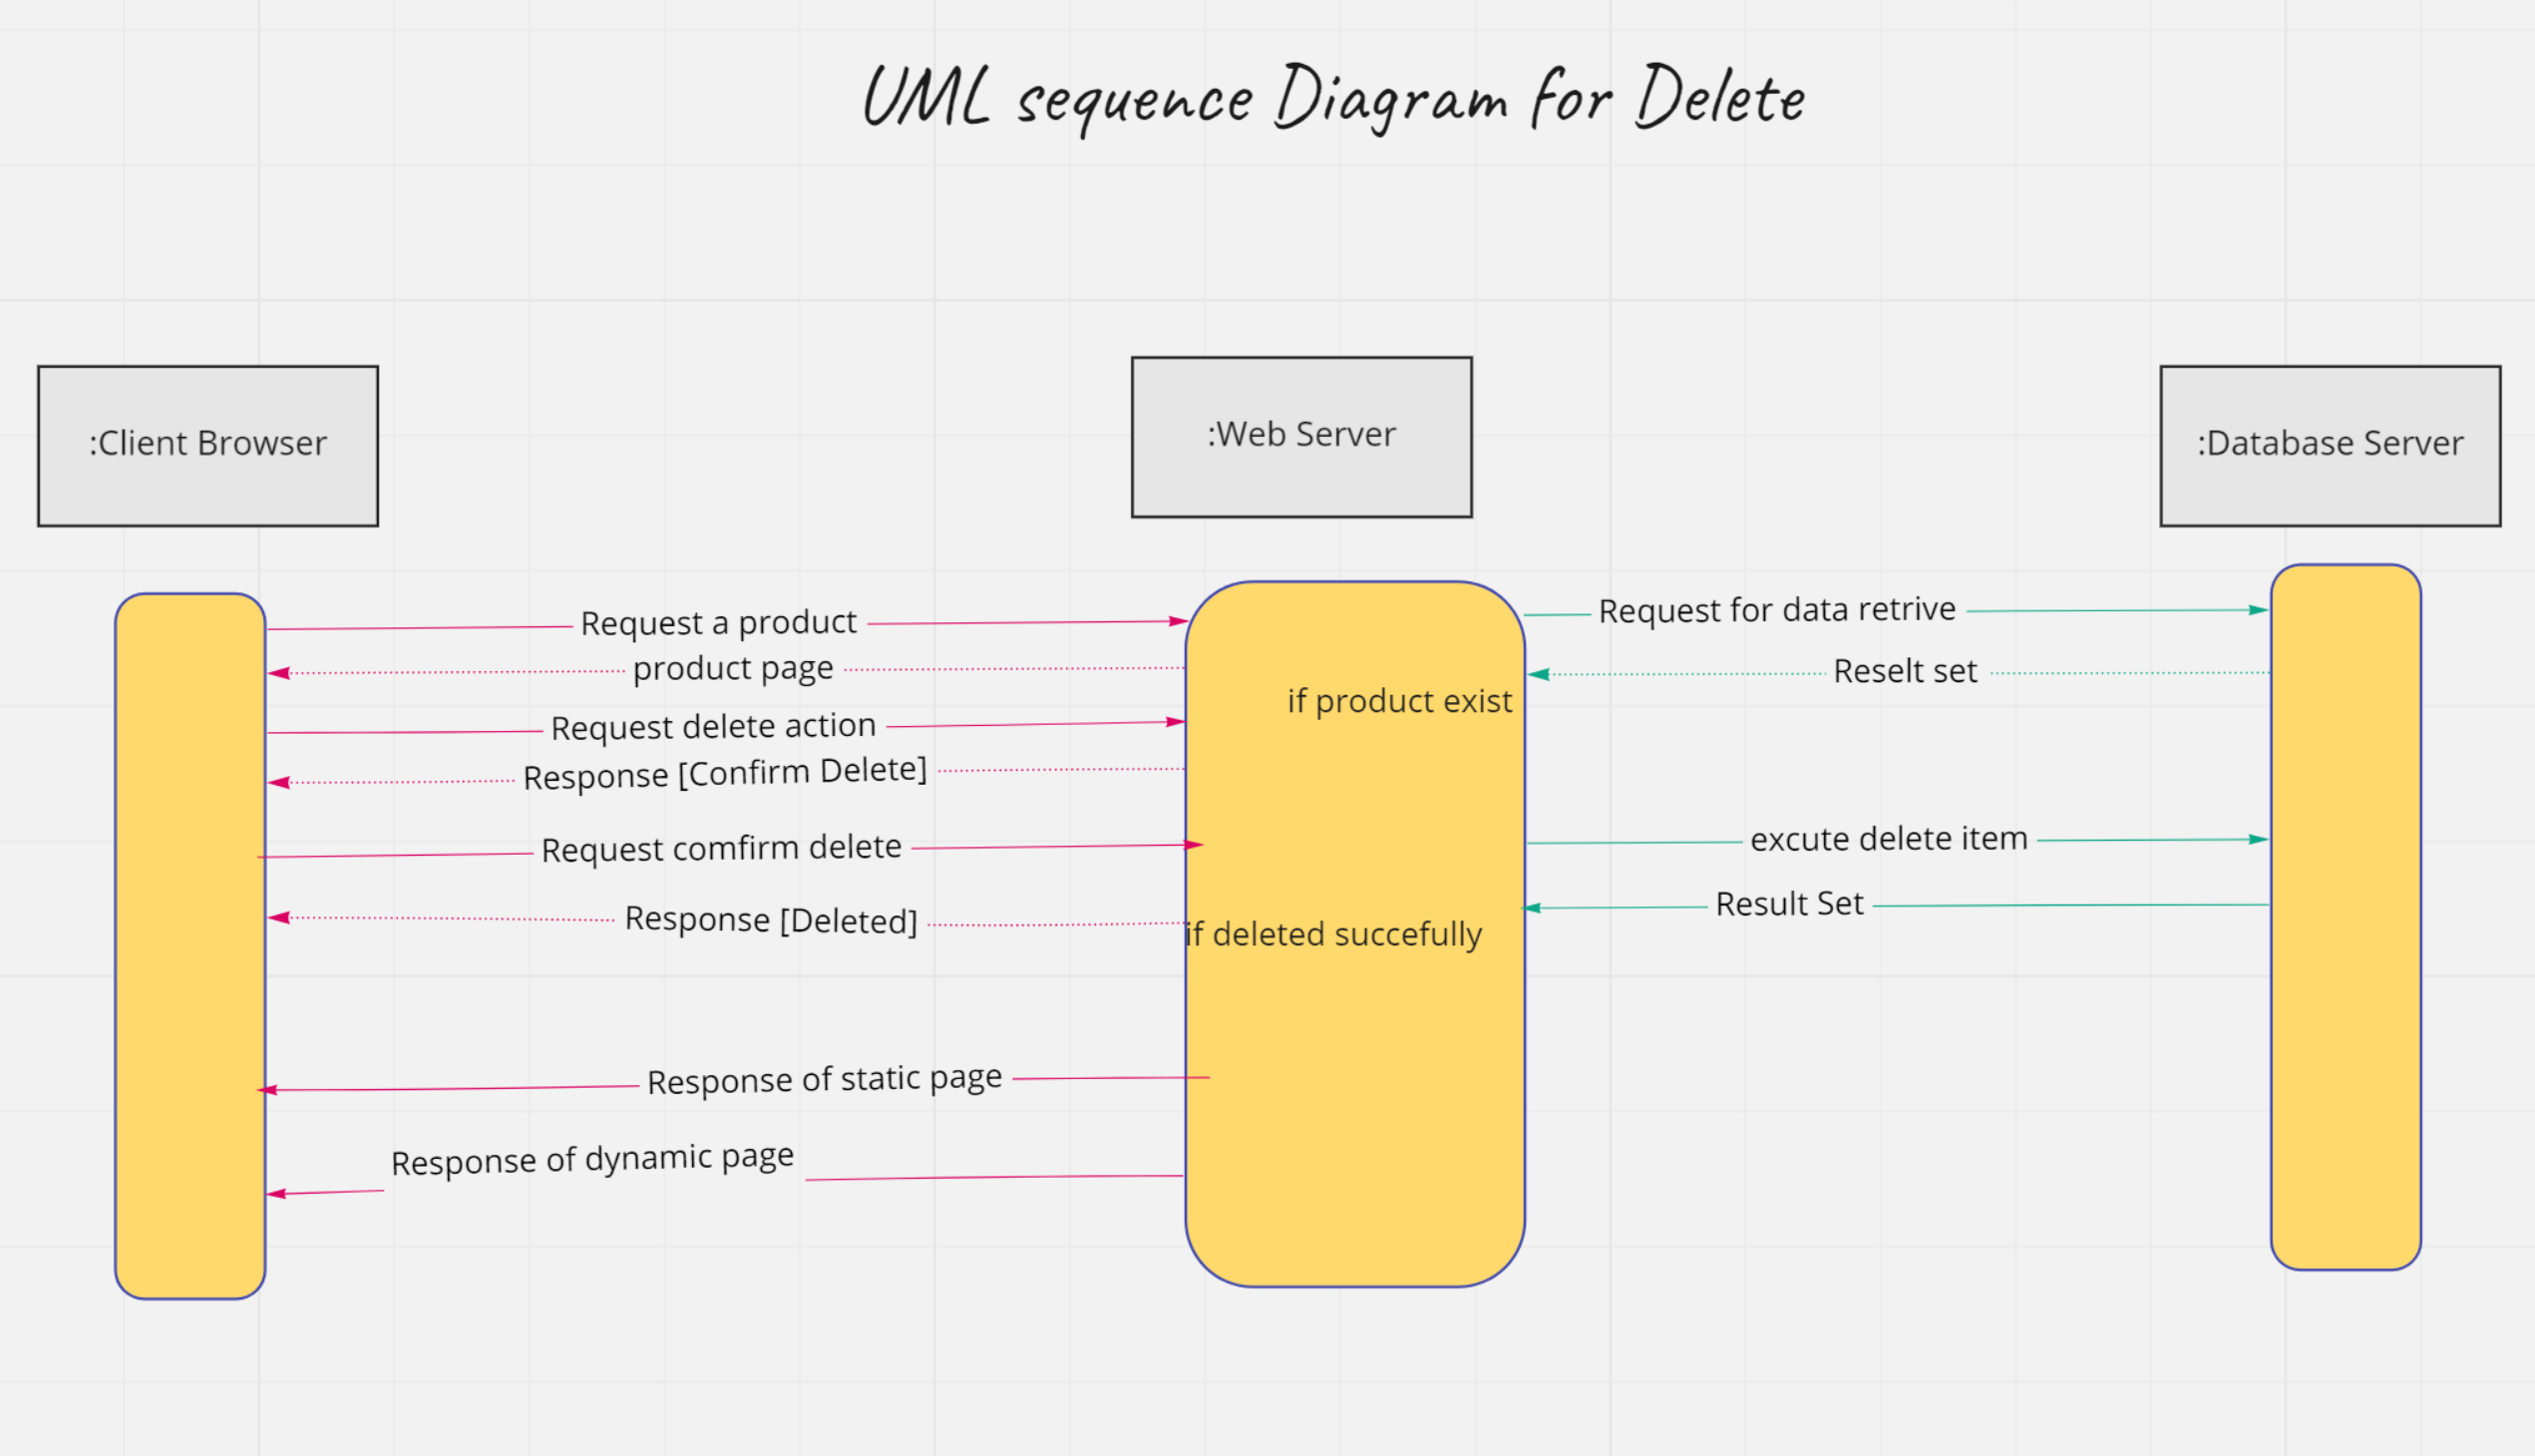 UML sequence Diagram for Delete
:Client Browser
:Web Server
:Database Server
Request a product
Request for data retrive
product page
Reselt set
if product exist
Request delete action
Response [Confirm Delete]
Request comfirm delete
excute delete item
Response [Deleted]
Result Set
if deleted succefully
Response of static page
Response of dynamic page